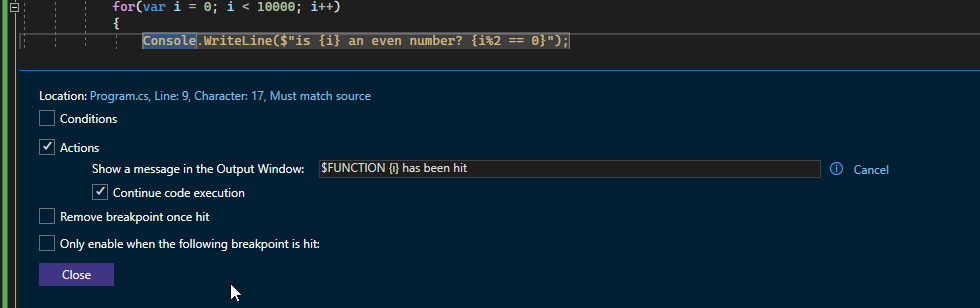 for(var i = 0; i < 10000; i++)
{
Console.WriteLine($"is {i} an even number? {i%2 == 0}");
Location: Program.cs, Line: 9, Character: 17, Must match source
Conditions
Actions
Show a message in the Output Window: $FUNCTION {i} has been hit Cancel
Continue code execution
Remove breakpoint once hit
Only enable when the following breakpoint is hit:
Close